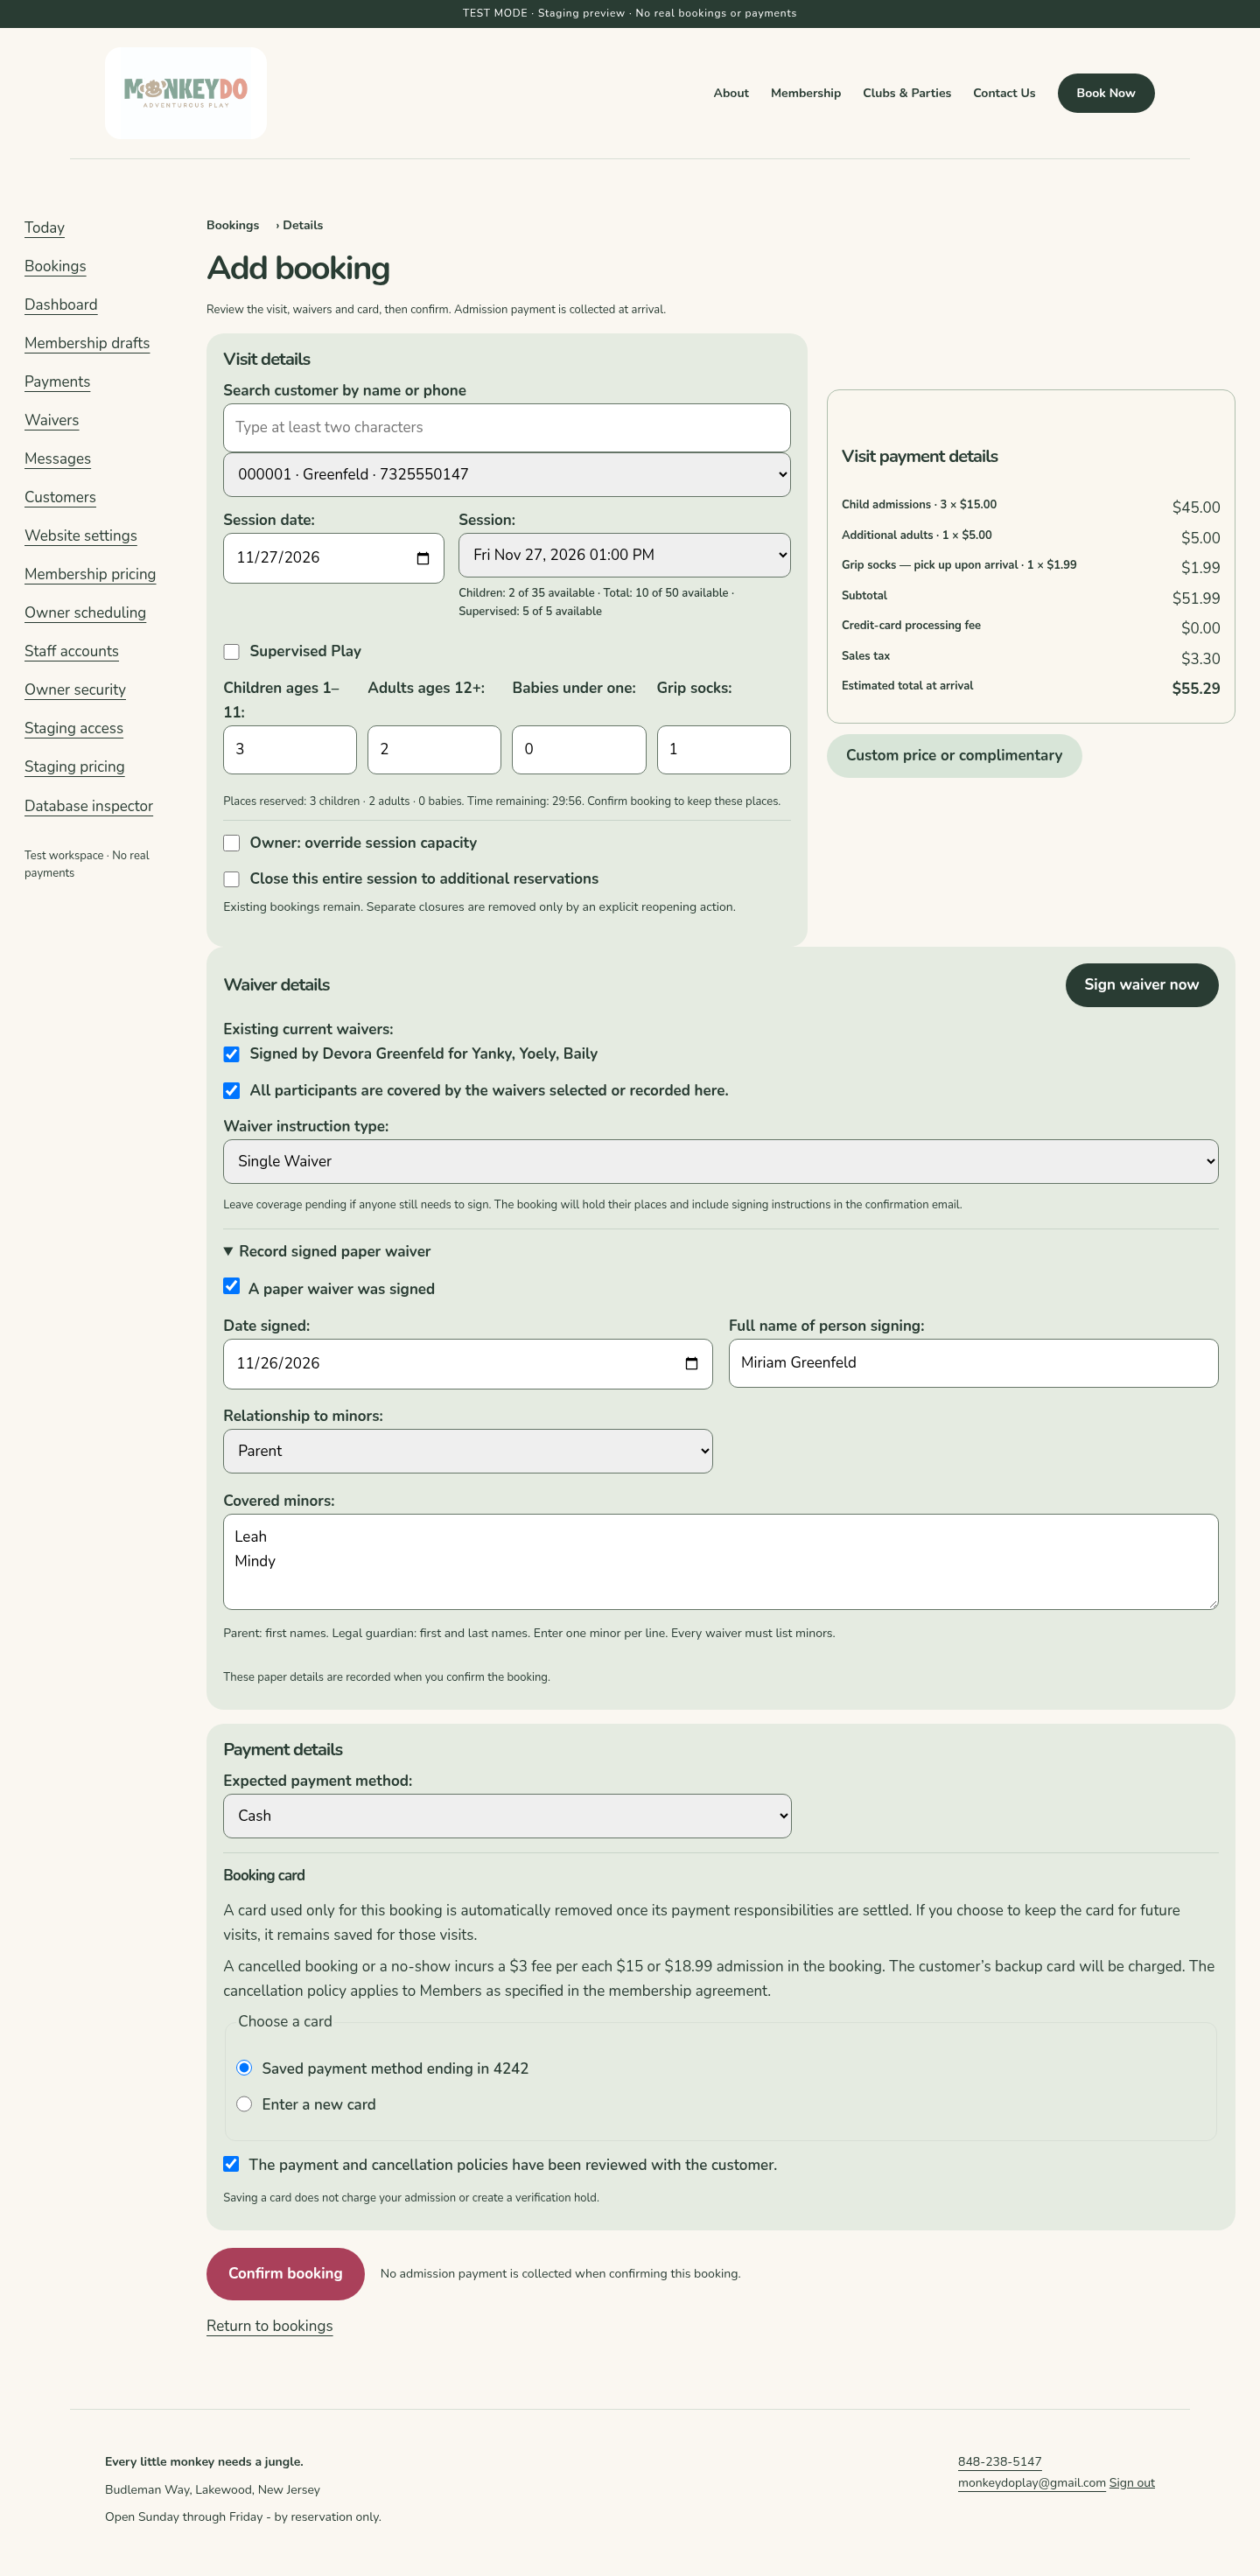 TEST MODE · Staging preview · No real bookings or payments
MONKEYDO
ADVENTUROUS PLAY
About
Membership
Clubs & Parties
Contact Us
Book Now
Today
Bookings
Dashboard
Membership drafts
Payments
Waivers
Messages
Customers
Website settings
Membership pricing
Owner scheduling
Staff accounts
Owner security
Staging access
Staging pricing
Database inspector
Test workspace · No real
payments
Bookings › Details
Add booking
Review the visit, waivers and card, then confirm. Admission payment is collected at arrival.
Visit details
Search customer by name or phone
Type at least two characters
000001 · Greenfeld · 7325550147
Session date:
11/27/2026
Session:
Fri Nov 27, 2026 01:00 PM
Children: 2 of 35 available · Total: 10 of 50 available ·
Supervised: 5 of 5 available
Supervised Play
Children ages 1–
11:
3
Adults ages 12+:
2
Babies under one:
0
Grip socks:
1
Places reserved: 3 children · 2 adults · 0 babies. Time remaining: 29:56. Confirm booking to keep these places.
Owner: override session capacity
Close this entire session to additional reservations
Existing bookings remain. Separate closures are removed only by an explicit reopening action.
Visit payment details
Child admissions · 3 × $15.00 $45.00
Additional adults · 1 × $5.00 $5.00
Grip socks — pick up upon arrival · 1 × $1.99 $1.99
Subtotal $51.99
Credit-card processing fee $0.00
Sales tax $3.30
Estimated total at arrival $55.29
Custom price or complimentary
Waiver details
Sign waiver now
Existing current waivers:
Signed by Devora Greenfeld for Yanky, Yoely, Baily
All participants are covered by the waivers selected or recorded here.
Waiver instruction type:
Single Waiver
Leave coverage pending if anyone still needs to sign. The booking will hold their places and include signing instructions in the confirmation email.
Record signed paper waiver
A paper waiver was signed
Date signed:
11/26/2026
Full name of person signing:
Miriam Greenfeld
Relationship to minors:
Parent
Covered minors:
Leah
Mindy
Parent: first names. Legal guardian: first and last names. Enter one minor per line. Every waiver must list minors.
These paper details are recorded when you confirm the booking.
Payment details
Expected payment method:
Cash
Booking card
A card used only for this booking is automatically removed once its payment responsibilities are settled. If you choose to keep the card for future
visits, it remains saved for those visits.
A cancelled booking or a no-show incurs a $3 fee per each $15 or $18.99 admission in the booking. The customer’s backup card will be charged. The
cancellation policy applies to Members as specified in the membership agreement.
Choose a card
Saved payment method ending in 4242
Enter a new card
The payment and cancellation policies have been reviewed with the customer.
Saving a card does not charge your admission or create a verification hold.
Confirm booking
No admission payment is collected when confirming this booking.
Return to bookings
Every little monkey needs a jungle.
Budleman Way, Lakewood, New Jersey
Open Sunday through Friday - by reservation only.
848-238-5147
monkeydoplay@gmail.com Sign out